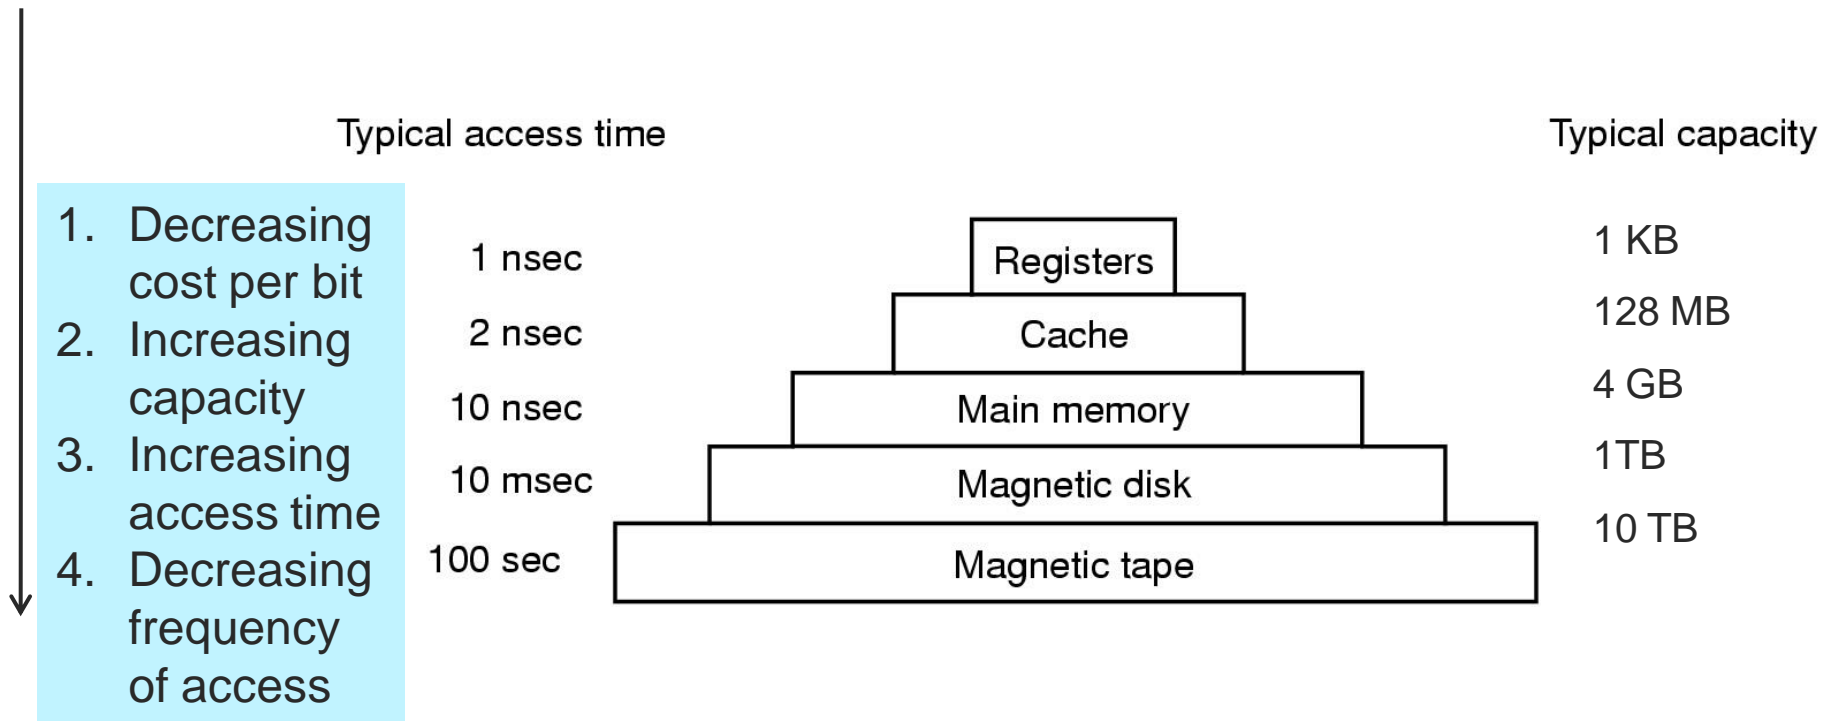 Typical access time
Typical capacity
1. Decreasing
cost per bit
2. Increasing
capacity
3. Increasing
access time
4. Decreasing
frequency
of access
1 nsec
Registers
1 KB
2 nsec
Cache
128 MB
10 nsec
Main memory
4 GB
10 msec
Magnetic disk
1TB
100 sec
Magnetic tape
10 TB